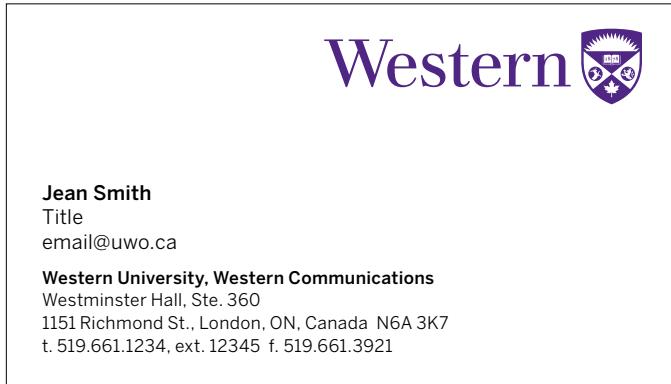 Western
Jean Smith
Title
email@uwo.ca
Western University, Western Communications
Westminster Hall, Ste. 360
1151 Richmond St., London, ON, Canada  N6A 3K7
t. 519.661.1234, ext. 12345  f. 519.661.3921